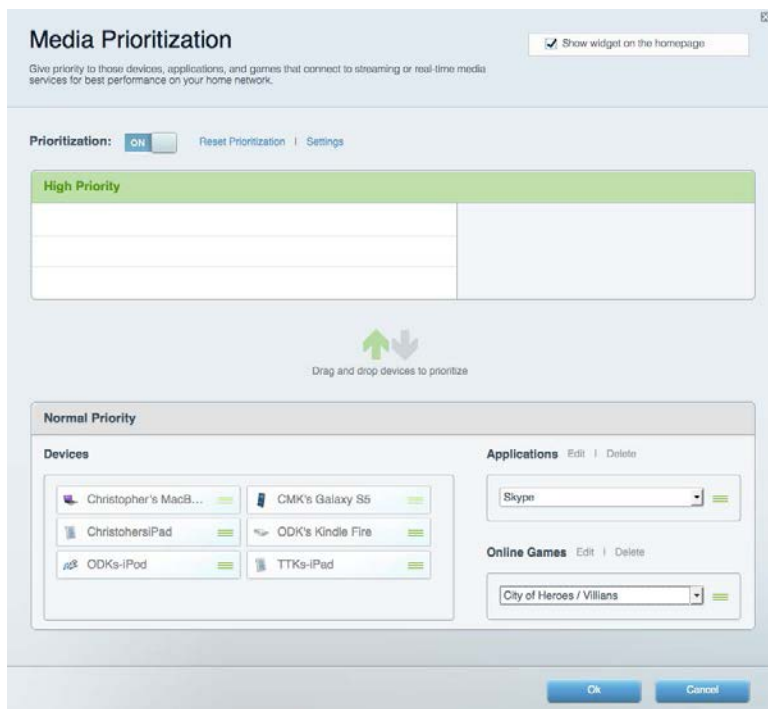 Media Prioritization
Show widget on the homepage
Give priority to those devices, applications, and games that connect to streaming or real-time media
services for best performance on your home network.
Prioritization: ON Reset Prioritization | Settings
High Priority
Drag and drop devices to prioritize
Normal Priority
Devices
Christopher's MacB...
CMK's Galaxy S5
ChristohersiPad
ODK's Kindle Fire
ODKs-iPod
TTKs-iPad
Applications Edit | Delete
Skype
Online Games Edit | Delete
City of Heroes / Villians
Ok
Cancel